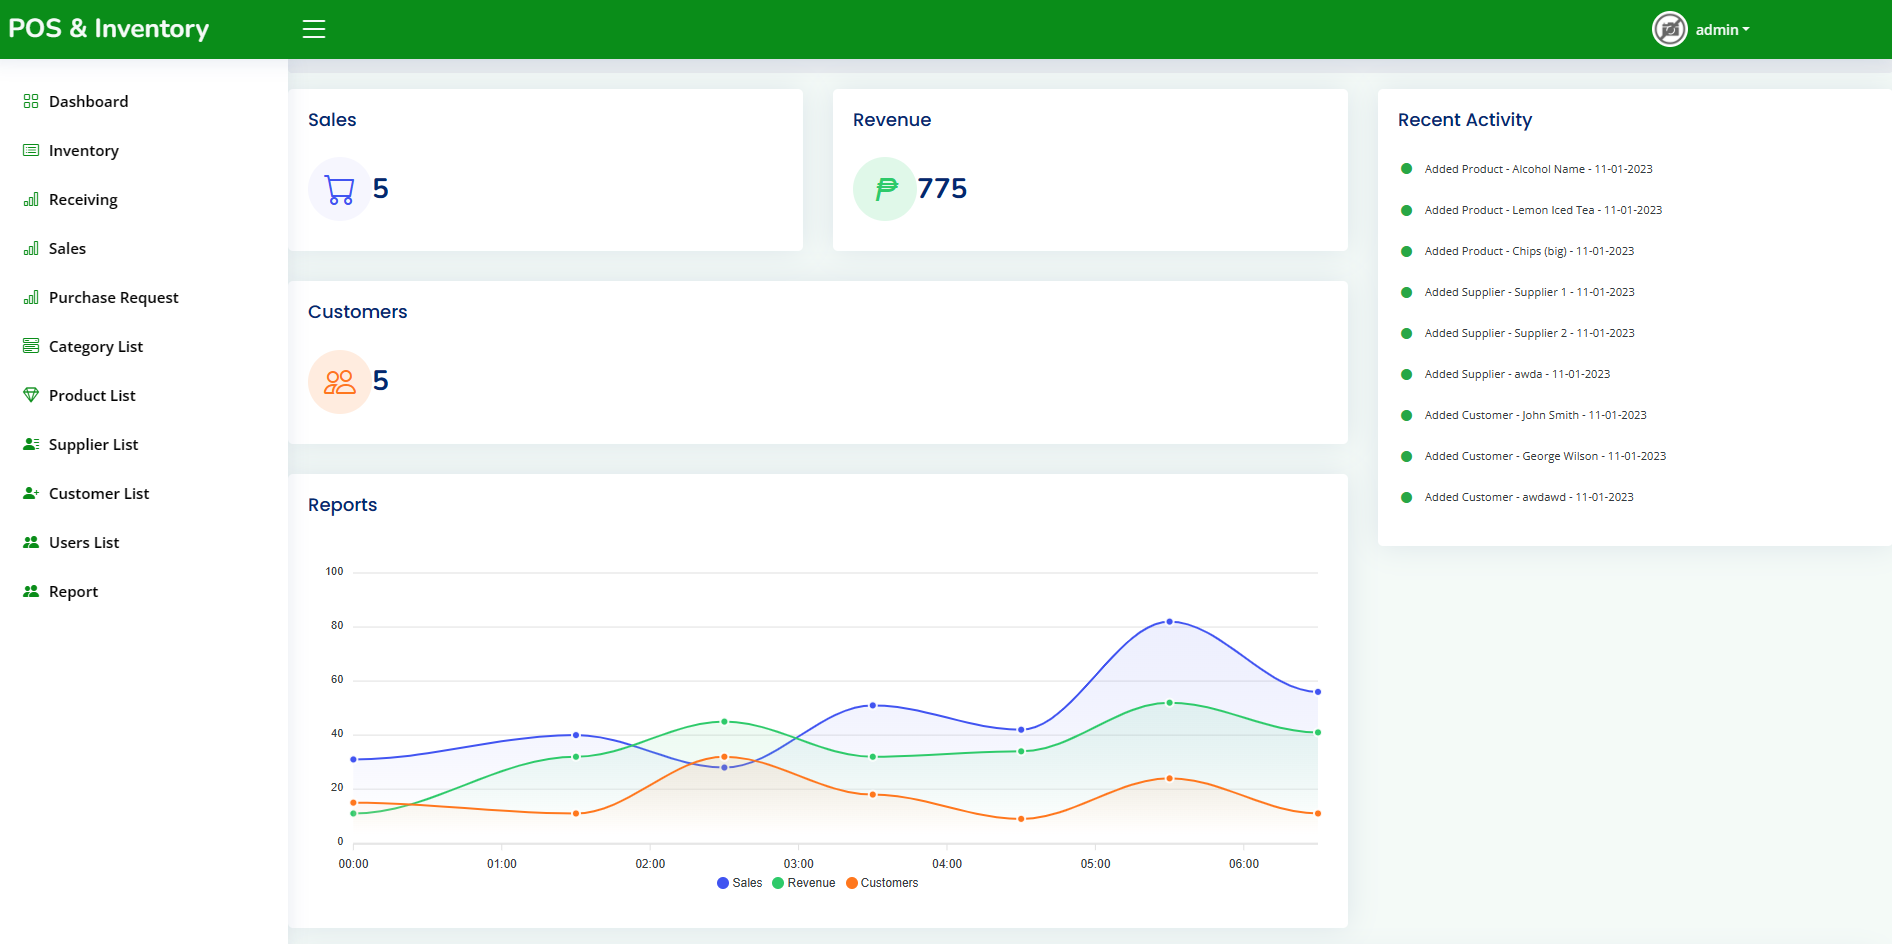 POS & Inventory
admin
Dashboard
Inventory
Receiving
Sales
Purchase Request
Category List
Product List
Supplier List
Customer List
Users List
Report
Sales
5
Revenue
₱ 775
Customers
5
Reports
100
80
60
40
20
0
00:00 01:00 02:00 03:00 04:00 05:00 06:00
Sales Revenue Customers
Recent Activity
Added Product - Alcohol Name - 11-01-2023
Added Product - Lemon Iced Tea - 11-01-2023
Added Product - Chips (big) - 11-01-2023
Added Supplier - Supplier 1 - 11-01-2023
Added Supplier - Supplier 2 - 11-01-2023
Added Supplier - awda - 11-01-2023
Added Customer - John Smith - 11-01-2023
Added Customer - George Wilson - 11-01-2023
Added Customer - awdawd - 11-01-2023